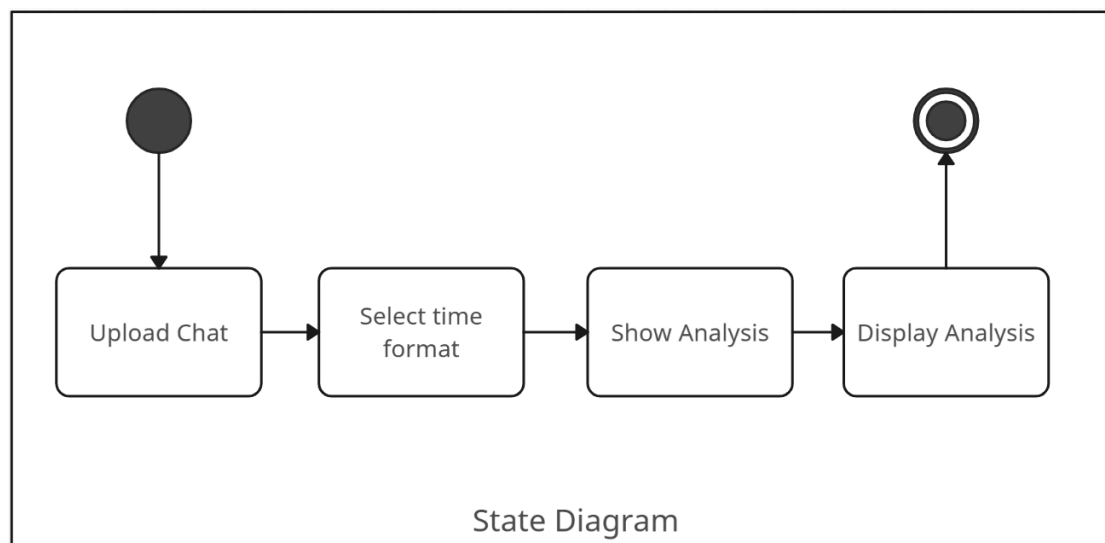 Upload Chat
Select time
format
Show Analysis
Display Analysis
State Diagram